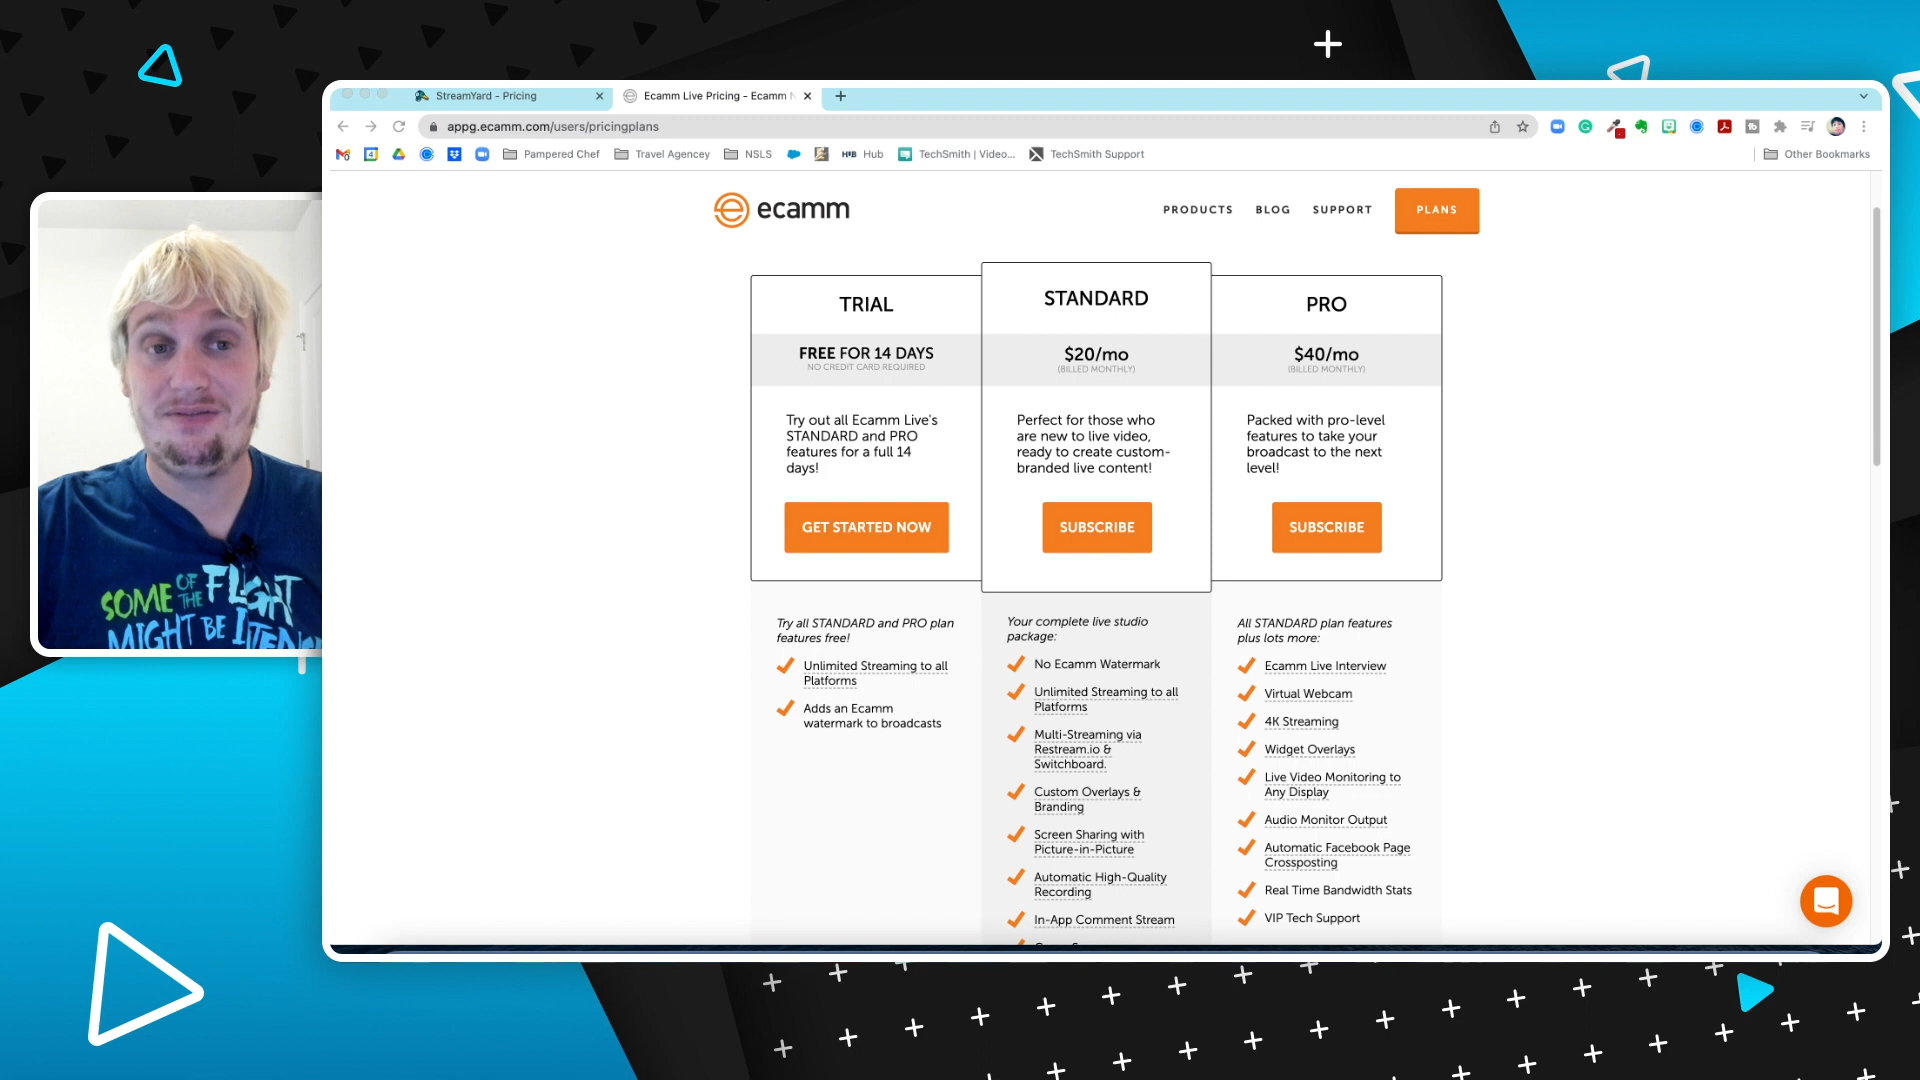 StreamYard - Pricing
Ecamm Live Pricing - Ecamm
appg.ecamm.com/users/pricingplans
Pampered Chef
Travel Agencey
NSLS
HIB Hub
TechSmith | Video...
TechSmith Support
Other Bookmarks
ecamm
PRODUCTS BLOG SUPPORT PLANS
TRIAL
FREE FOR 14 DAYS
NO CREDIT CARD REQUIRED
Try out all Ecamm Live's
STANDARD and PRO
features for a full 14
days!
GET STARTED NOW
Try all STANDARD and PRO plan
features free!
Unlimited Streaming to all
Platforms
Adds an Ecamm
watermark to broadcasts
STANDARD
$20/mo
(BILLED MONTHLY)
Perfect for those who
are new to live video,
ready to create custom-
branded live content!
SUBSCRIBE
Your complete live studio
package:
No Ecamm Watermark
Unlimited Streaming to all
Platforms
Multi-Streaming via
Restream.io &
Switchboard.
Custom Overlays &
Branding
Screen Sharing with
Picture-in-Picture
Automatic High-Quality
Recording
In-App Comment Stream
PRO
$40/mo
(BILLED MONTHLY)
Packed with pro-level
features to take your
broadcast to the next
level!
SUBSCRIBE
All STANDARD plan features
plus lots more:
Ecamm Live Interview
Virtual Webcam
4K Streaming
Widget Overlays
Live Video Monitoring to
Any Display
Audio Monitor Output
Automatic Facebook Page
Crossposting
Real Time Bandwidth Stats
VIP Tech Support
SOME OF THE FLIGHT
MIGHT BE